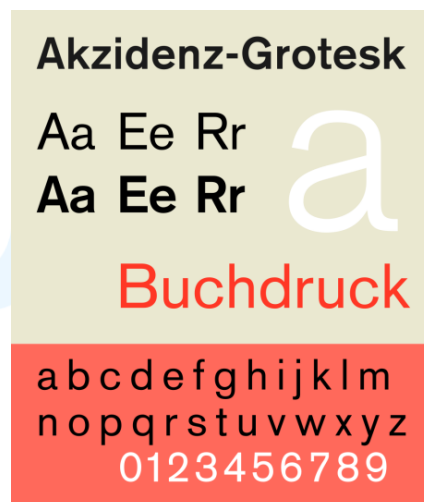 Akzidenz-Grotesk
Aa Ee Rr
a
Aa Ee Rr
Buchdruck
abcdefghijklm
nopqrstuvwxyz
0123456789